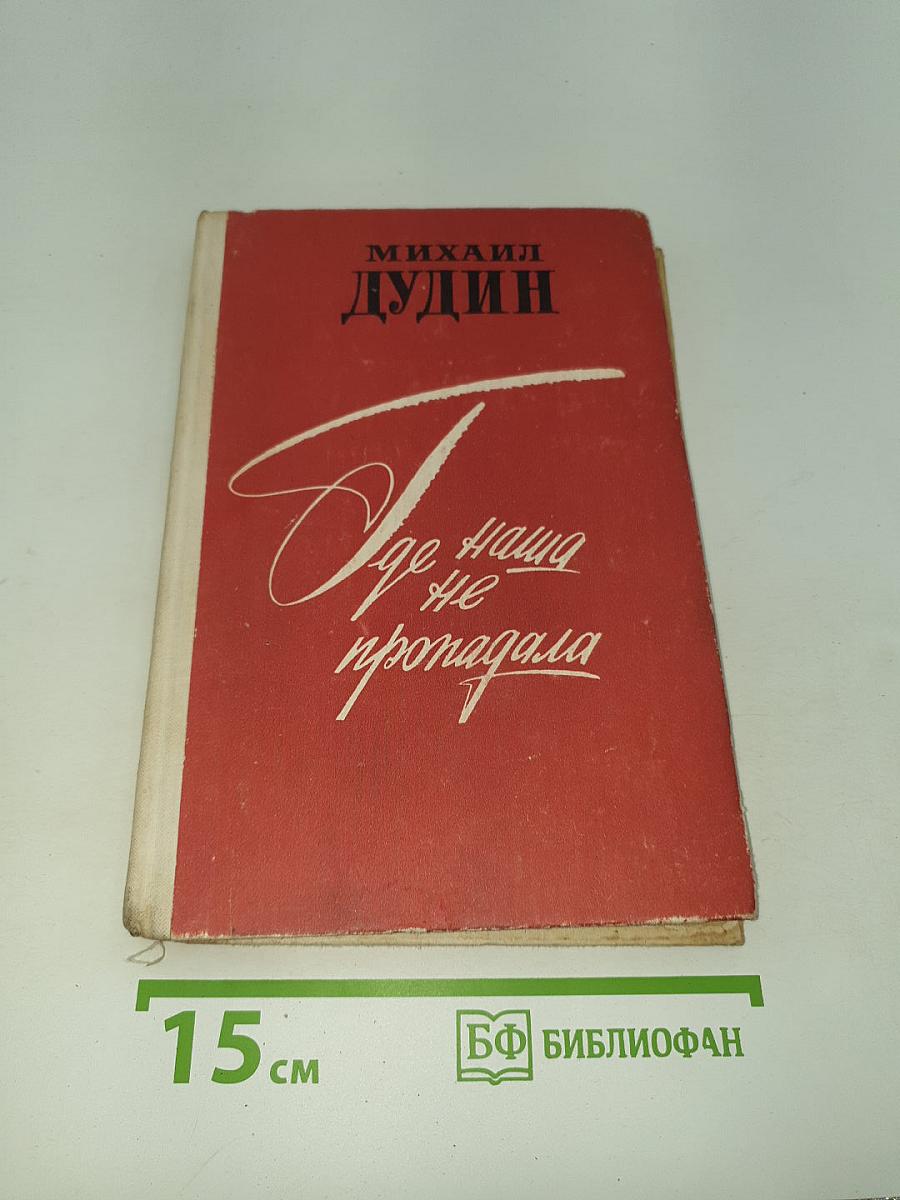 МИХАИЛ
ДУДИН
Где наша
не
пропадала
15 см
БФ БИБЛИОФАН